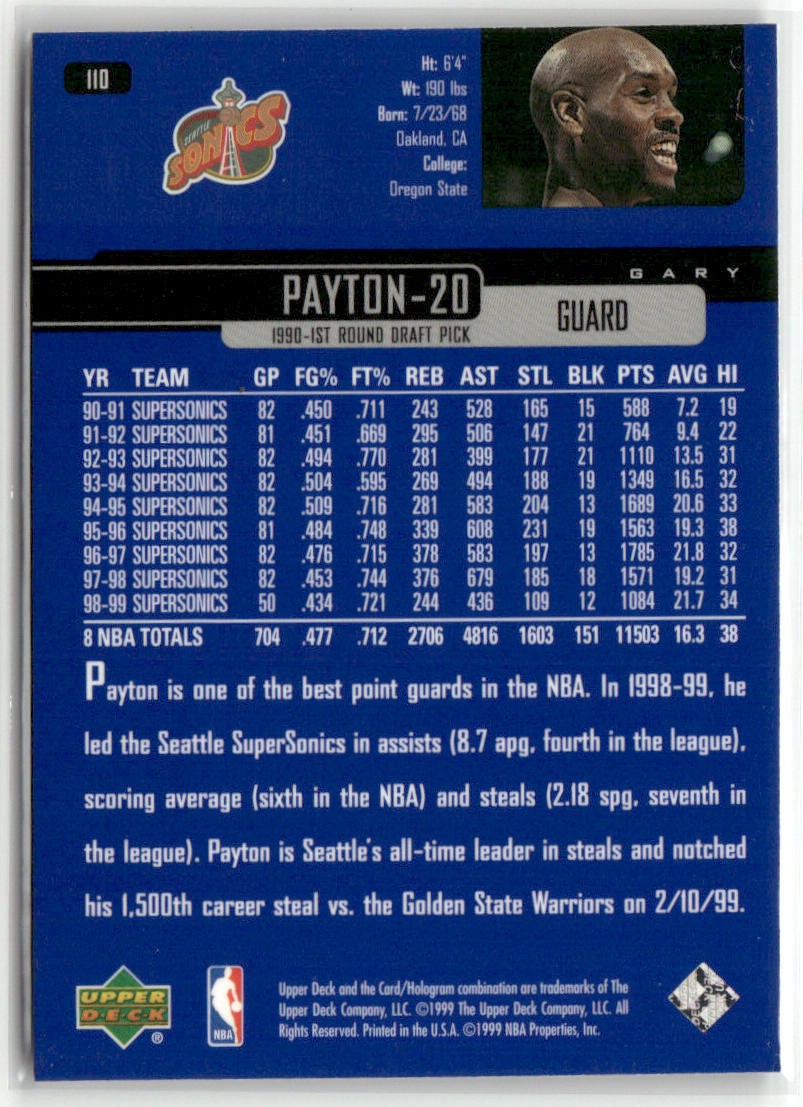 110
SEATTLE
SONICS
Ht: 6'4"
Wt: 190 lbs
Born: 7/23/68
Oakland, CA
College:
Oregon State
GARY
PAYTON-20
GUARD
1990-1ST ROUND DRAFT PICK
YR TEAM GP FG% FT% REB AST STL BLK PTS AVG HI
90-91 SUPERSONICS 82 .450 .711 243 528 165 15 588 7.2 19
91-92 SUPERSONICS 81 .451 .669 295 506 147 21 764 9.4 22
92-93 SUPERSONICS 82 .494 .770 281 399 177 21 1110 13.5 31
93-94 SUPERSONICS 82 .504 .595 269 494 188 19 1349 16.5 32
94-95 SUPERSONICS 82 .509 .716 281 583 204 13 1689 20.6 33
95-96 SUPERSONICS 81 .484 .748 339 608 231 19 1563 19.3 38
96-97 SUPERSONICS 82 .476 .715 378 583 197 13 1785 21.8 32
97-98 SUPERSONICS 82 .453 .744 376 679 185 18 1571 19.2 31
98-99 SUPERSONICS 50 .434 .721 244 436 109 12 1084 21.7 34
8 NBA TOTALS 704 .477 .712 2706 4816 1603 151 11503 16.3 38
Payton is one of the best point guards in the NBA. In 1998-99, he
led the Seattle SuperSonics in assists (8.7 apg, fourth in the league),
scoring average (sixth in the NBA) and steals (2.18 spg, seventh in
the league). Payton is Seattle's all-time leader in steals and notched
his 1,500th career steal vs. the Golden State Warriors on 2/10/99.
UPPER
D·E·C·K
®
NBA
Upper Deck and the Card/Hologram combination are trademarks of The
Upper Deck Company, LLC. ©1999 The Upper Deck Company, LLC. All
Rights Reserved. Printed in the U.S.A. ©1999 NBA Properties, Inc.